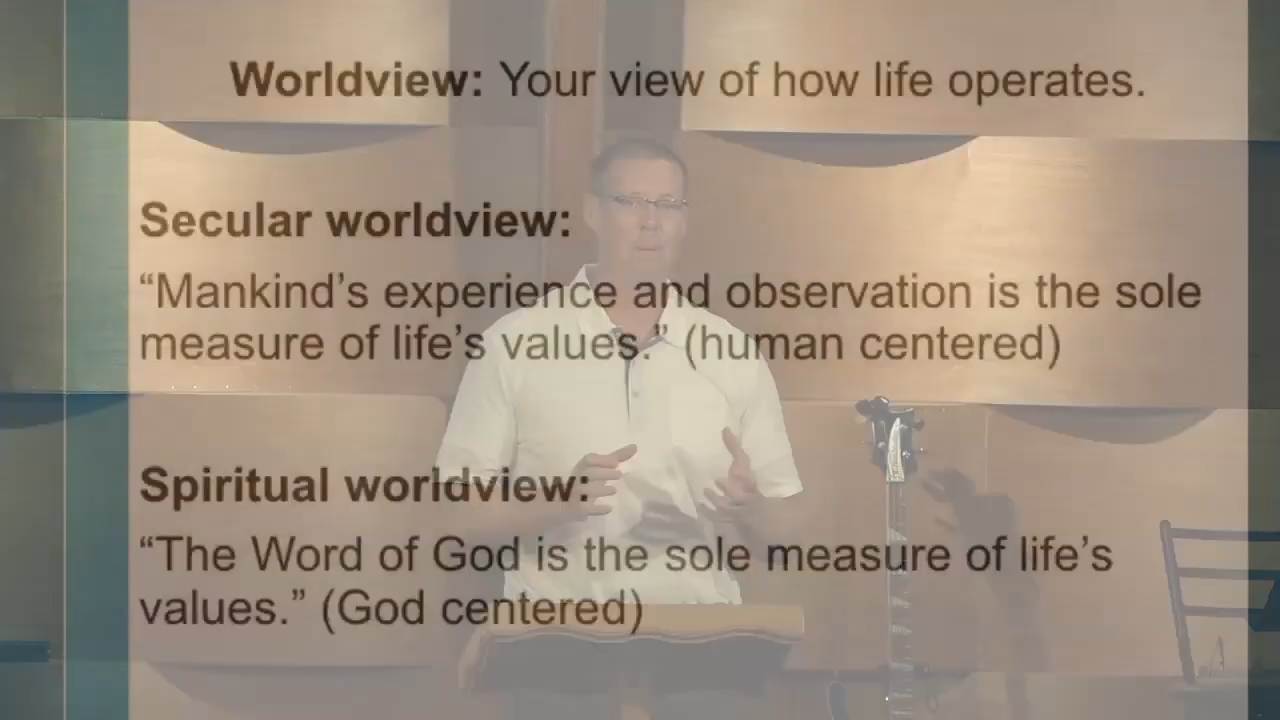 Worldview: Your view of how life operates.
Secular worldview:
“Mankind’s experience and observation is the sole
measure of life’s values.” (human centered)
Spiritual worldview:
“The Word of God is the sole measure of life’s
values.” (God centered)